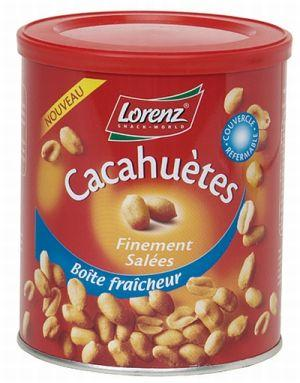 NOUVEAU
Lorenz
SNACK-WORLD
COUVERCLE
REFERMABLE
Cacahuètes
Finement
Salées
Boîte fraîcheur